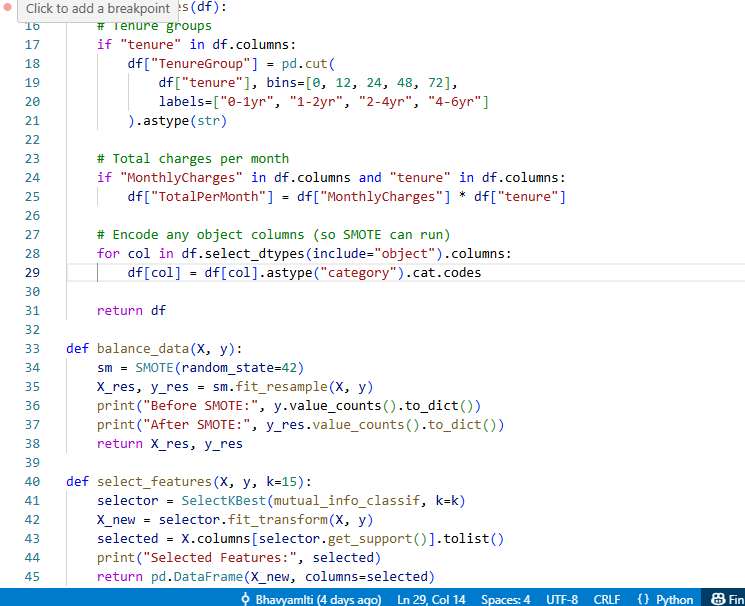 Click to add a breakpoint es(df):
16 # Tenure groups
17 if "tenure" in df.columns:
18 df["TenureGroup"] = pd.cut(
19 df["tenure"], bins=[0, 12, 24, 48, 72],
20 labels=["0-1yr", "1-2yr", "2-4yr", "4-6yr"]
21 ).astype(str)
22
23 # Total charges per month
24 if "MonthlyCharges" in df.columns and "tenure" in df.columns:
25 df["TotalPerMonth"] = df["MonthlyCharges"] * df["tenure"]
26
27 # Encode any object columns (so SMOTE can run)
28 for col in df.select_dtypes(include="object").columns:
29 df[col] = df[col].astype("category").cat.codes
30
31 return df
32
33 def balance_data(X, y):
34 sm = SMOTE(random_state=42)
35 X_res, y_res = sm.fit_resample(X, y)
36 print("Before SMOTE:", y.value_counts().to_dict())
37 print("After SMOTE:", y_res.value_counts().to_dict())
38 return X_res, y_res
39
40 def select_features(X, y, k=15):
41 selector = SelectKBest(mutual_info_classif, k=k)
42 X_new = selector.fit_transform(X, y)
43 selected = X.columns[selector.get_support()].tolist()
44 print("Selected Features:", selected)
45 return pd.DataFrame(X_new, columns=selected)
Bhavyamlti (4 days ago) Ln 29, Col 14 Spaces: 4 UTF-8 CRLF {} Python Fin